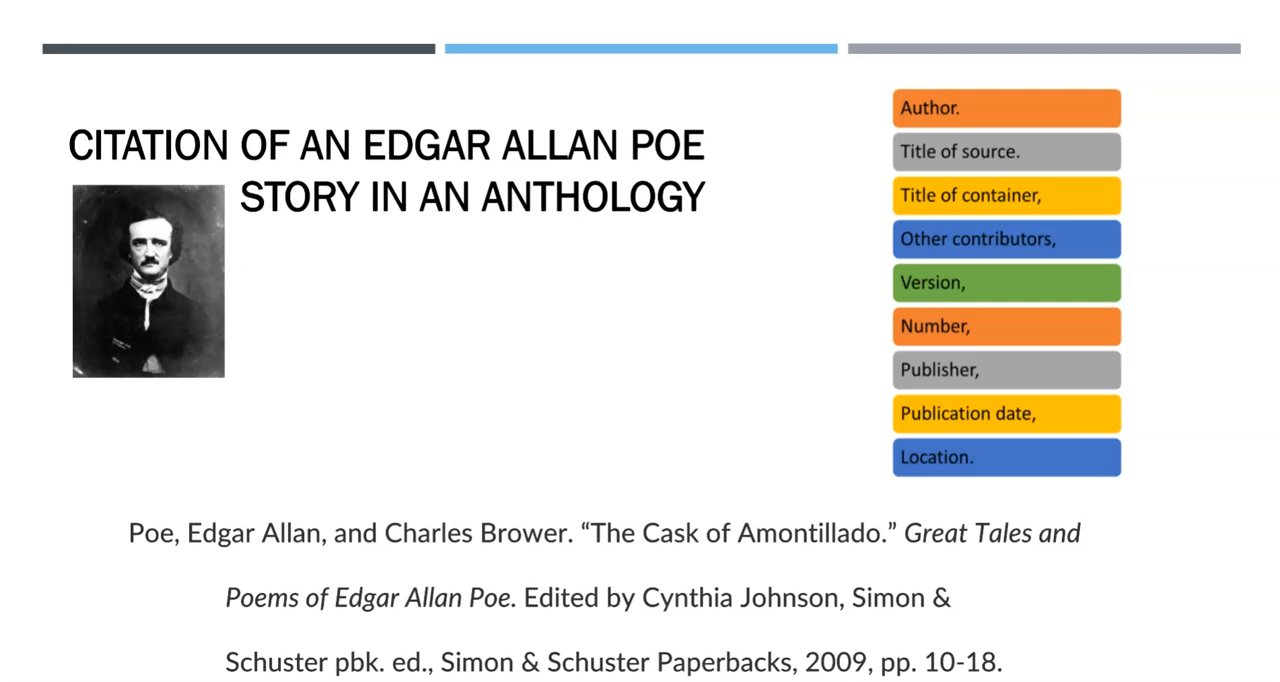 CITATION OF AN EDGAR ALLAN POE
STORY IN AN ANTHOLOGY
Author.
Title of source.
Title of container,
Other contributors,
Version,
Number,
Publisher,
Publication date,
Location.
Poe, Edgar Allan, and Charles Brower. “The Cask of Amontillado.” Great Tales and
Poems of Edgar Allan Poe. Edited by Cynthia Johnson, Simon &
Schuster pbk. ed., Simon & Schuster Paperbacks, 2009, pp. 10-18.